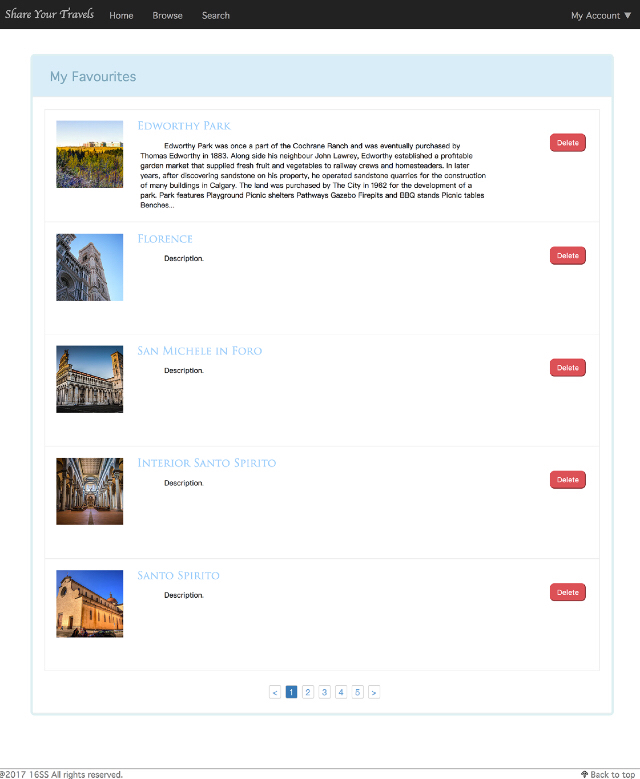 Share Your Travels Home Browse Search My Account ▼
My Favourites
Edworthy Park
Delete
Edworthy Park was once a part of the Cochrane Ranch and was eventually purchased by
Thomas Edworthy in 1883. Along side his neighbour John Lawrey, Edworthy established a profitable
garden market that supplied fresh fruit and vegetables to railway crews and homesteaders. In later
years, after discovering sandstone on his property, he operated sandstone quarries for the construction
of many buildings in Calgary. The land was purchased by The City in 1962 for the development of a
park. Park features Playground Picnic shelters Pathways Gazebo Firepits and BBQ stands Picnic tables
Benches...
Florence
Delete
Description.
San Michele in Foro
Delete
Description.
Interior Santo Spirito
Delete
Description.
Santo Spirito
Delete
Description.
< 1 2 3 4 5 >
@2017 16SS All rights reserved. Back to top